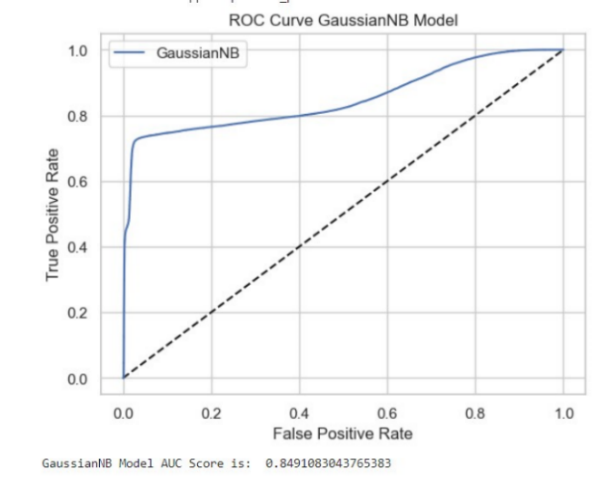 ROC Curve GaussianNB Model
GaussianNB
1.0
0.8
0.6
0.4
0.2
0.0
True Positive Rate
0.0 0.2 0.4 0.6 0.8 1.0
False Positive Rate
GaussianNB Model AUC Score is: 0.8491083043765383